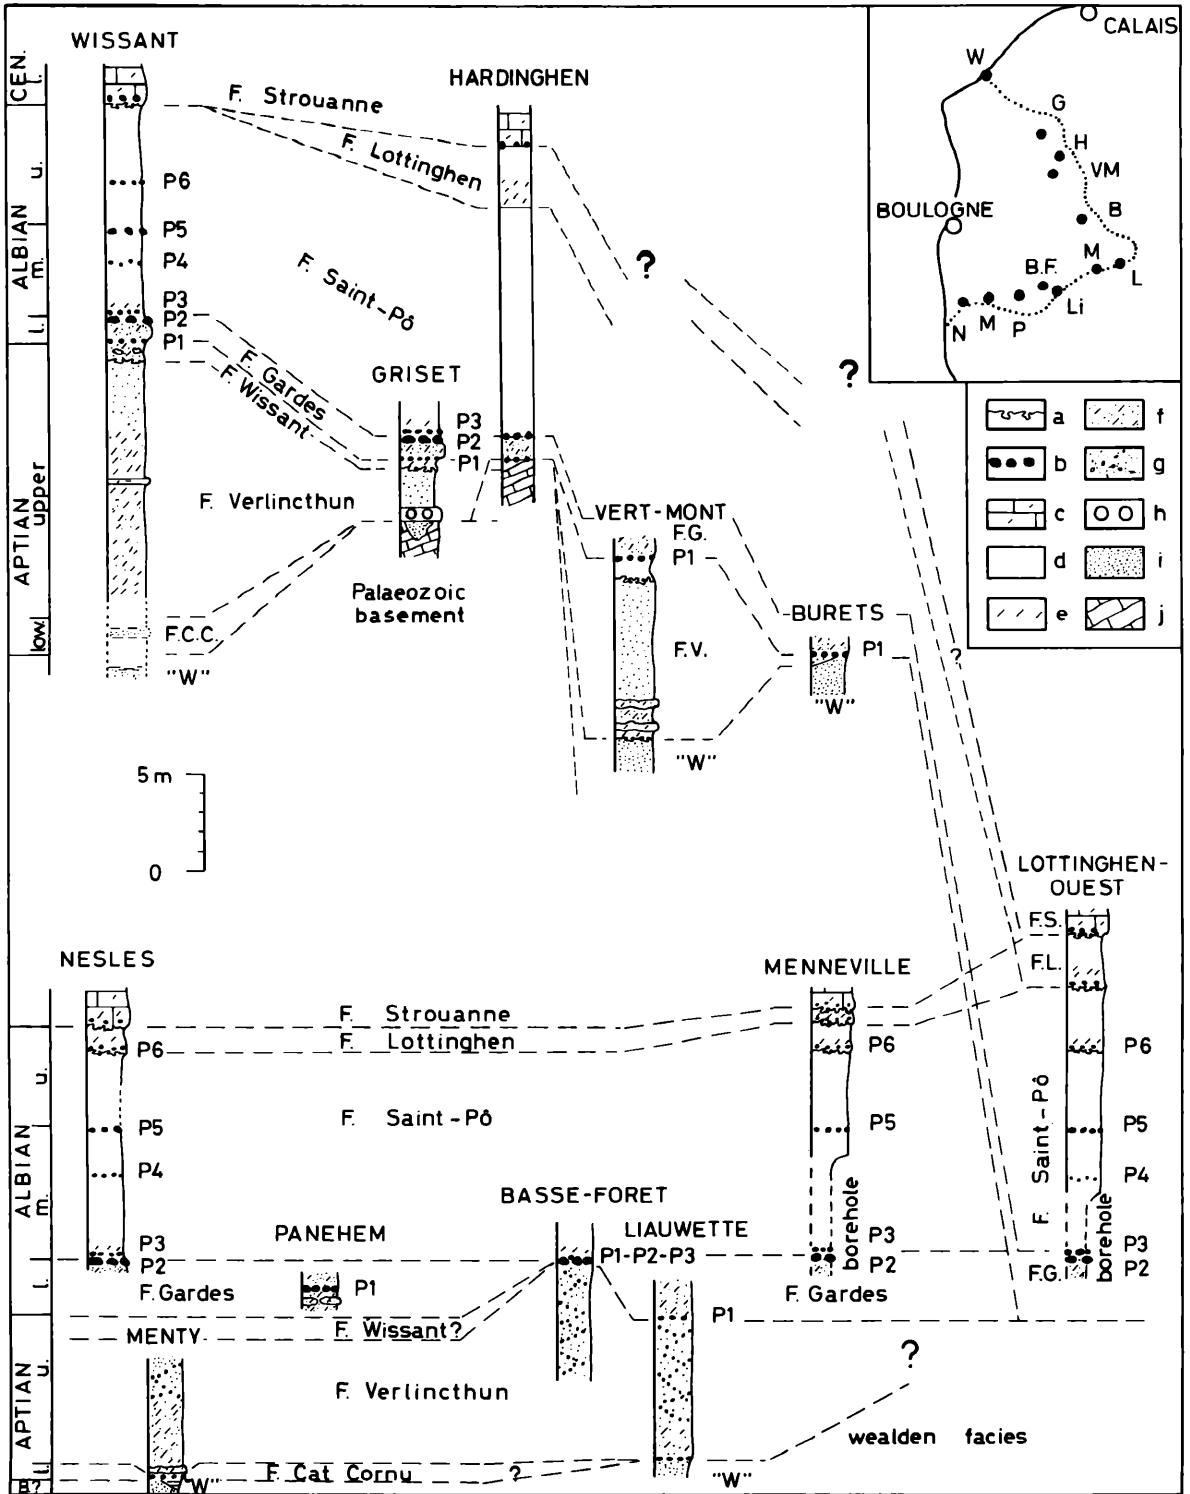 WISSANT
CEN.
l.
ALBIAN
u.
m.
l.
APTIAN
upper
low.
P6
P5
P4
P3
P2
P1
F. Strouanne
F. Lottinghen
F. Saint-Pô
F. Gardes
F. Wissant
F. Verlincthun
F.C.C.
"W"
HARDINGHEN
GRISET
P3
P2
P1
Palaeozoic
basement
?
?
VERT-MONT
F.G.
P1
F.V.
"W"
BURETS
P1
"W"
?
CALAIS
W
G
H
VM
BOULOGNE
B
M
L
B.F.
Li
N
M
P
a
f
b
g
c
h
d
i
e
j
5 m
0
LOTTINGHEN-
OUEST
F.S.
F.L.
P6
P5
P4
F. Saint-Pô
borehole
P3
P2
F.G.
NESLES
ALBIAN
u.
m.
l.
APTIAN
u.
l.
B?
P6
P5
P4
P3
P2
F. Strouanne
F. Lottinghen
F. Saint-Pô
MENNEVILLE
P6
P5
borehole
P3
P2
F. Gardes
BASSE-FORET
P1-P2-P3
LIAUWETTE
P1
"W"
PANEHEM
P1
F. Gardes
F. Wissant?
MENTY
F. Verlincthun
F. Cat Cornu
?
"W"
?
wealden facies